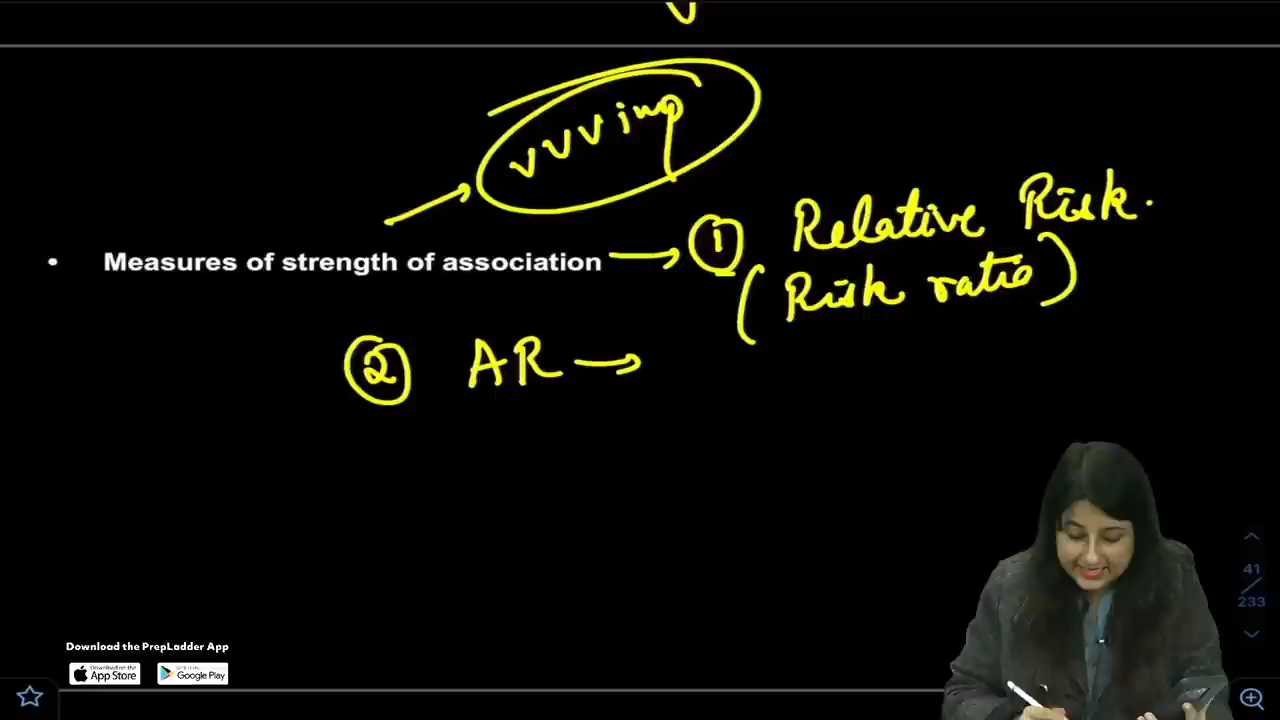 VVV imp
• Measures of strength of association → ① Relative Risk.
(Risk ratio)
② AR →
41
233
Download the PrepLadder App
App Store
Google Play